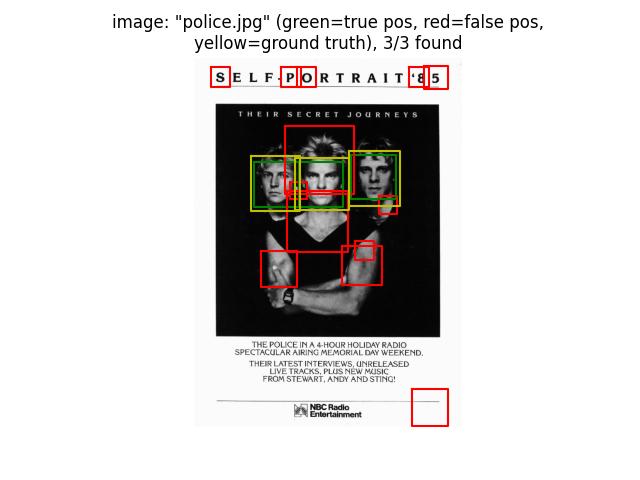 image: "police.jpg" (green=true pos, red=false pos,
yellow=ground truth), 3/3 found
SELF-PORTRAIT '85
THEIR SECRET JOURNEYS
THE POLICE IN A 4-HOUR HOLIDAY RADIO
SPECTACULAR AIRING MEMORIAL DAY WEEKEND.
THEIR LATEST INTERVIEWS, UNRELEASED
LIVE TRACKS, PLUS NEW MUSIC
FROM STEWART, ANDY AND STING!
NBC Radio
Entertainment